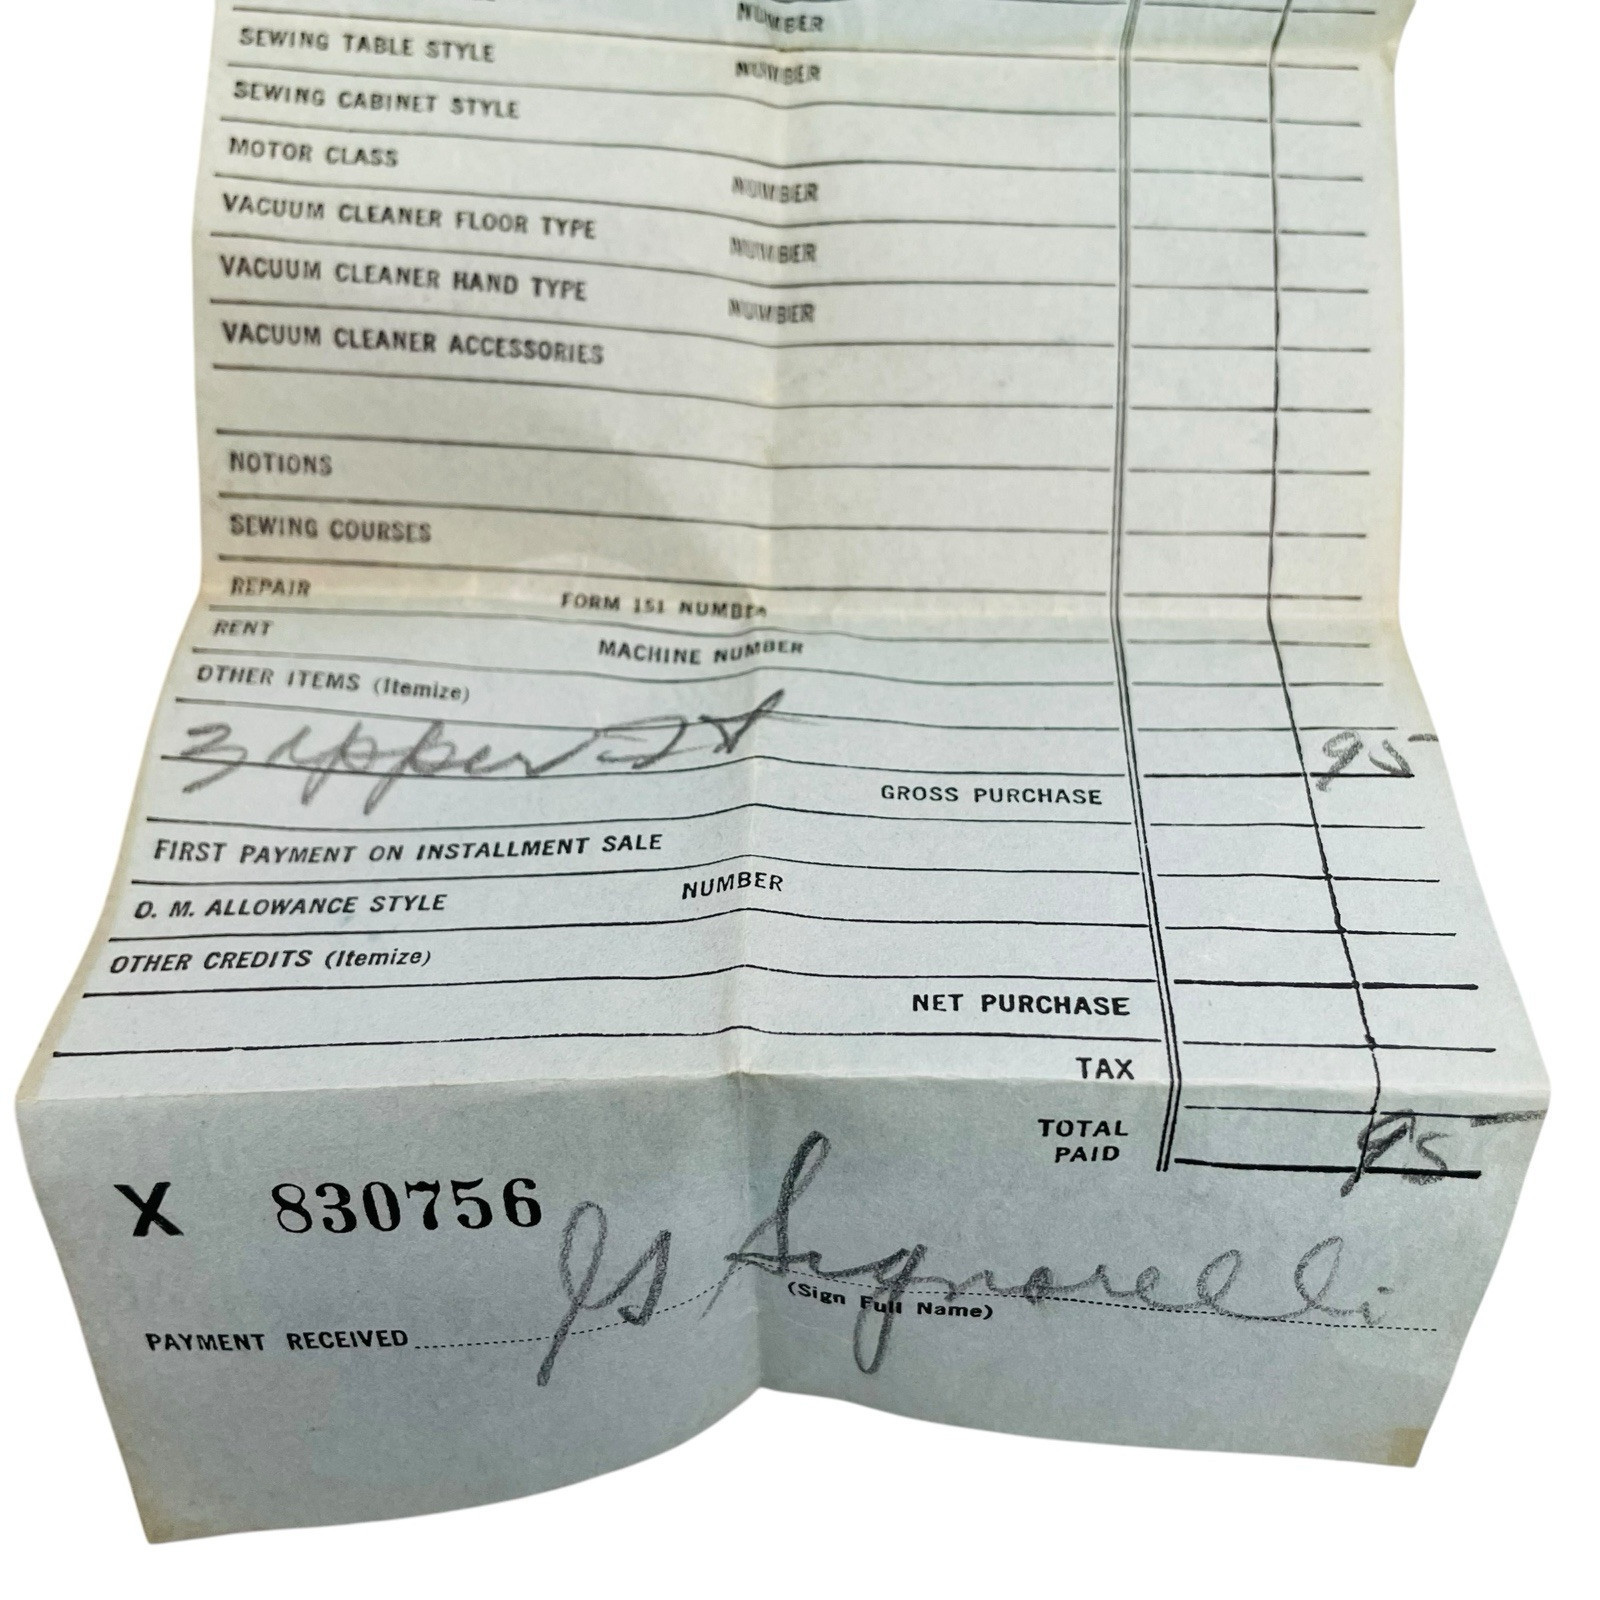 NUMBER
SEWING TABLE STYLE NUMBER
SEWING CABINET STYLE
MOTOR CLASS NUMBER
VACUUM CLEANER FLOOR TYPE NUMBER
VACUUM CLEANER HAND TYPE NUMBER
VACUUM CLEANER ACCESSORIES
NOTIONS
SEWING COURSES
REPAIR FORM 151 NUMBER
RENT MACHINE NUMBER
OTHER ITEMS (Itemize)
Zipper 95
GROSS PURCHASE
FIRST PAYMENT ON INSTALLMENT SALE
O. M. ALLOWANCE STYLE NUMBER
OTHER CREDITS (Itemize)
NET PURCHASE
TAX
TOTAL PAID 95
X 830756
PAYMENT RECEIVED Signorelli
(Sign Full Name)